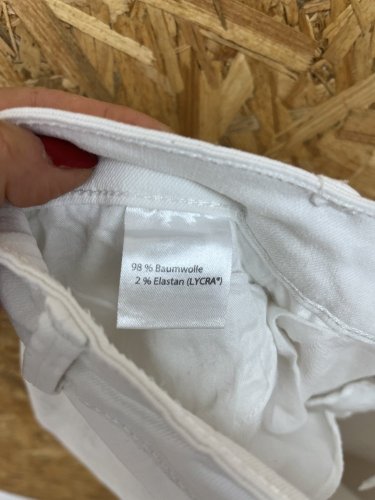 98 % Baumwolle
2 % Elastan (LYCRA®)